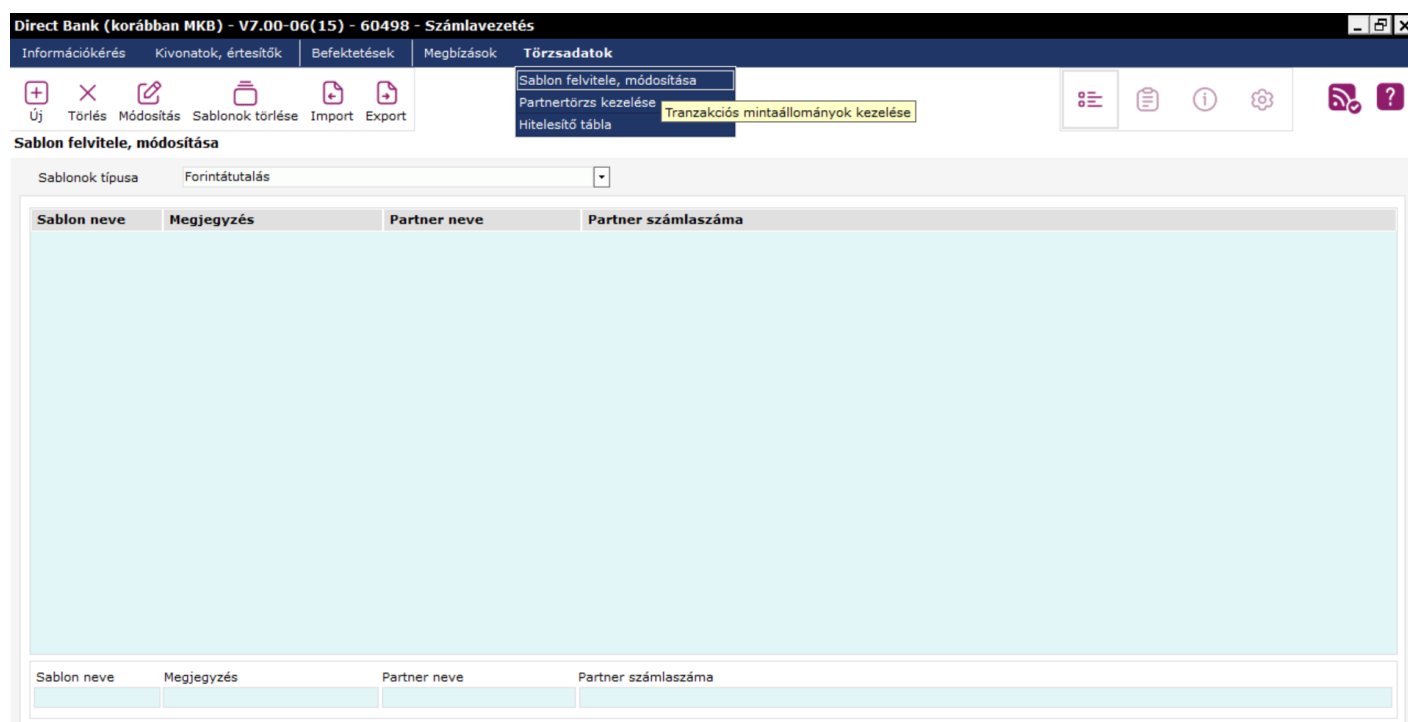 Direct Bank (korábban MKB) - V7.00-06(15) - 60498 - Számlavezetés
Információkérés Kivonatok, értesítők Befektetések Megbízások Törzsadatok
Sablon felvitele, módosítása
Partnertörzs kezelése
Tranzakciós mintaállományok kezelése
Hitelesítő tábla
Új Törlés Módosítás Sablonok törlése Import Export
Sablon felvitele, módosítása
Sablonok típusa Forintátutalás
Sablon neve Megjegyzés Partner neve Partner számlaszáma
Sablon neve Megjegyzés Partner neve Partner számlaszáma